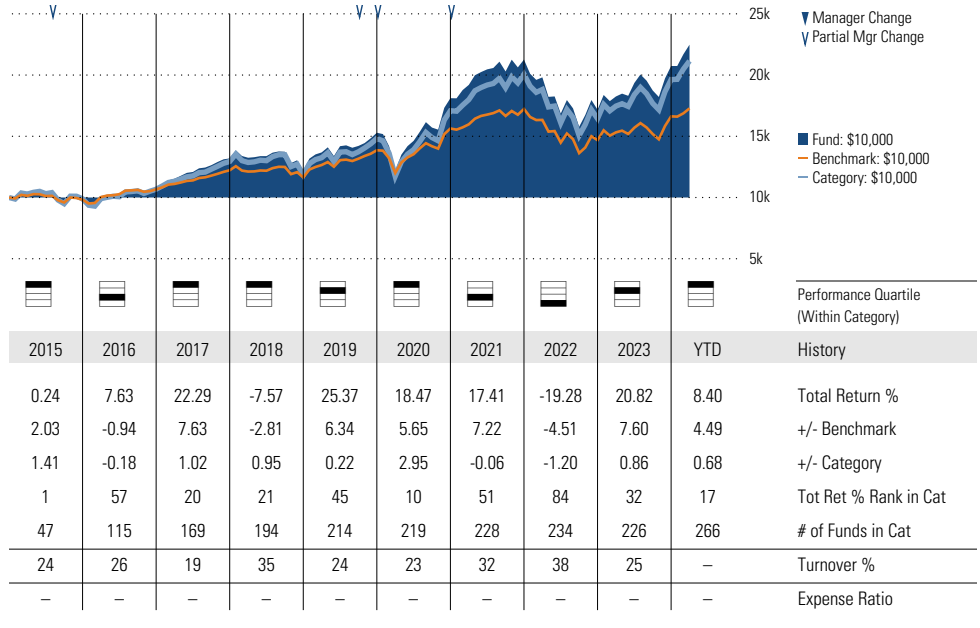 25k
Manager Change
Partial Mgr Change
20k
15k
Fund: $10,000
Benchmark: $10,000
Category: $10,000
10k
5k
Performance Quartile
(Within Category)
2015 2016 2017 2018 2019 2020 2021 2022 2023 YTD History
0.24 7.63 22.29 -7.57 25.37 18.47 17.41 -19.28 20.82 8.40 Total Return %
2.03 -0.94 7.63 -2.81 6.34 5.65 7.22 -4.51 7.60 4.49 +/- Benchmark
1.41 -0.18 1.02 0.95 0.22 2.95 -0.06 -1.20 0.86 0.68 +/- Category
1 57 20 21 45 10 51 84 32 17 Tot Ret % Rank in Cat
47 115 169 194 214 219 228 234 226 266 # of Funds in Cat
24 26 19 35 24 23 32 38 25 – Turnover %
– – – – – – – – – – Expense Ratio